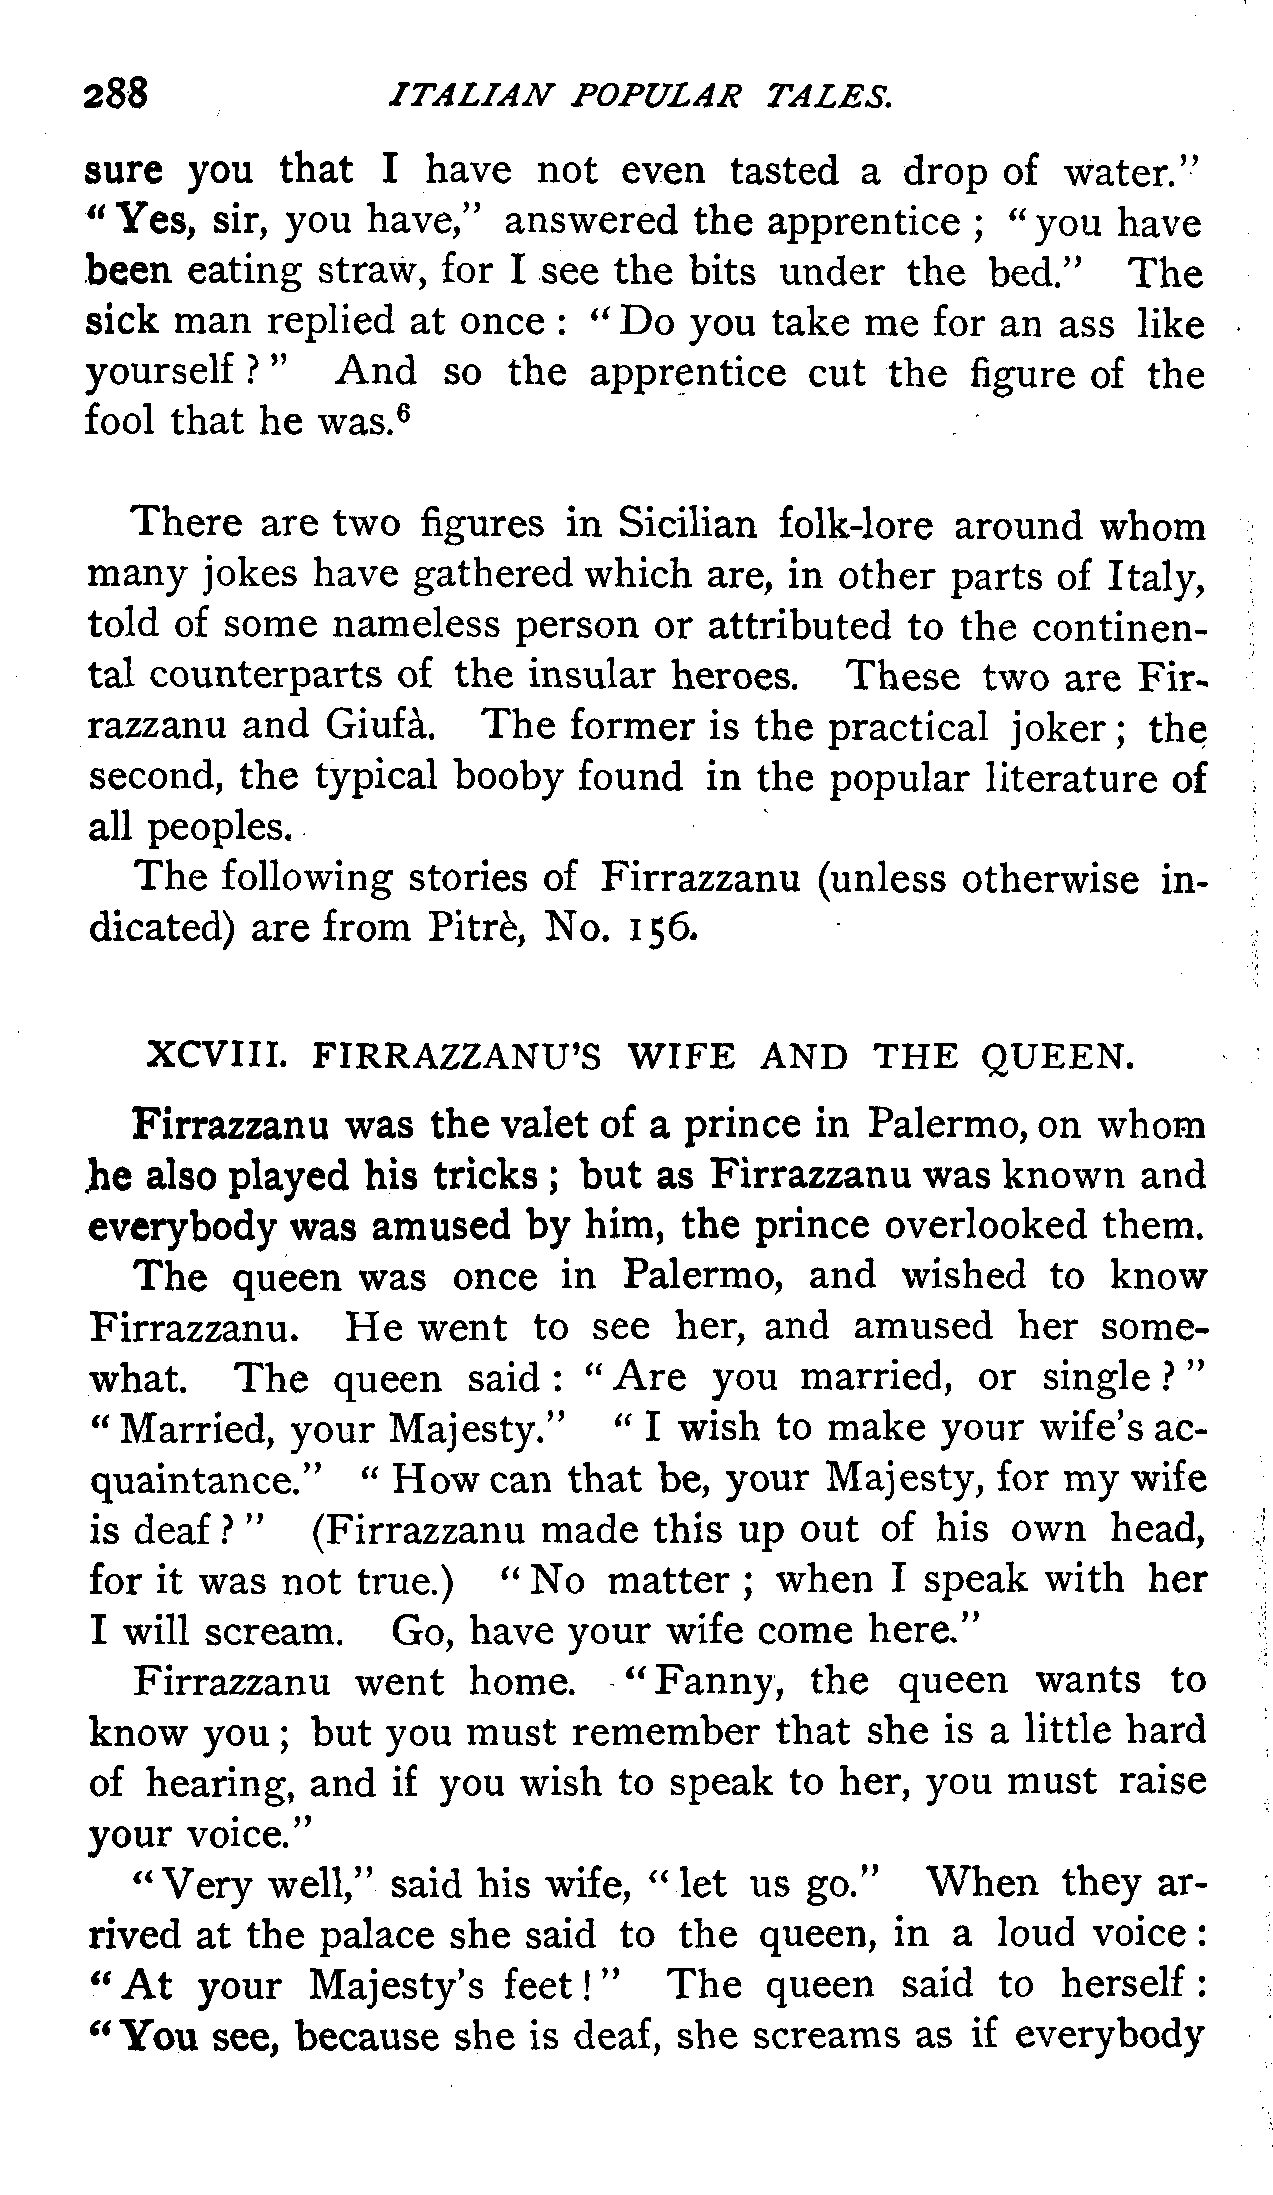 288 ITALIAN POPULAR TALES.
sure you that I have not even tasted a drop of water."
"Yes, sir, you have," answered the apprentice ; "you have
been eating straw, for I see the bits under the bed." The
sick man replied at once : "Do you take me for an ass like
yourself ?" And so the apprentice cut the figure of the
fool that he was.⁶
There are two figures in Sicilian folk-lore around whom
many jokes have gathered which are, in other parts of Italy,
told of some nameless person or attributed to the continen-
tal counterparts of the insular heroes. These two are Fir-
razzanu and Giufà. The former is the practical joker ; the
second, the typical booby found in the popular literature of
all peoples.
The following stories of Firrazzanu (unless otherwise in-
dicated) are from Pitrè, No. 156.
XCVIII. FIRRAZZANU'S WIFE AND THE QUEEN.
Firrazzanu was the valet of a prince in Palermo, on whom
he also played his tricks ; but as Firrazzanu was known and
everybody was amused by him, the prince overlooked them.
The queen was once in Palermo, and wished to know
Firrazzanu. He went to see her, and amused her some-
what. The queen said : "Are you married, or single ?"
"Married, your Majesty." "I wish to make your wife's ac-
quaintance." "How can that be, your Majesty, for my wife
is deaf ?" (Firrazzanu made this up out of his own head,
for it was not true.) "No matter ; when I speak with her
I will scream. Go, have your wife come here."
Firrazzanu went home. "Fanny, the queen wants to
know you ; but you must remember that she is a little hard
of hearing, and if you wish to speak to her, you must raise
your voice."
"Very well," said his wife, "let us go." When they ar-
rived at the palace she said to the queen, in a loud voice :
"At your Majesty's feet !" The queen said to herself :
"You see, because she is deaf, she screams as if everybody